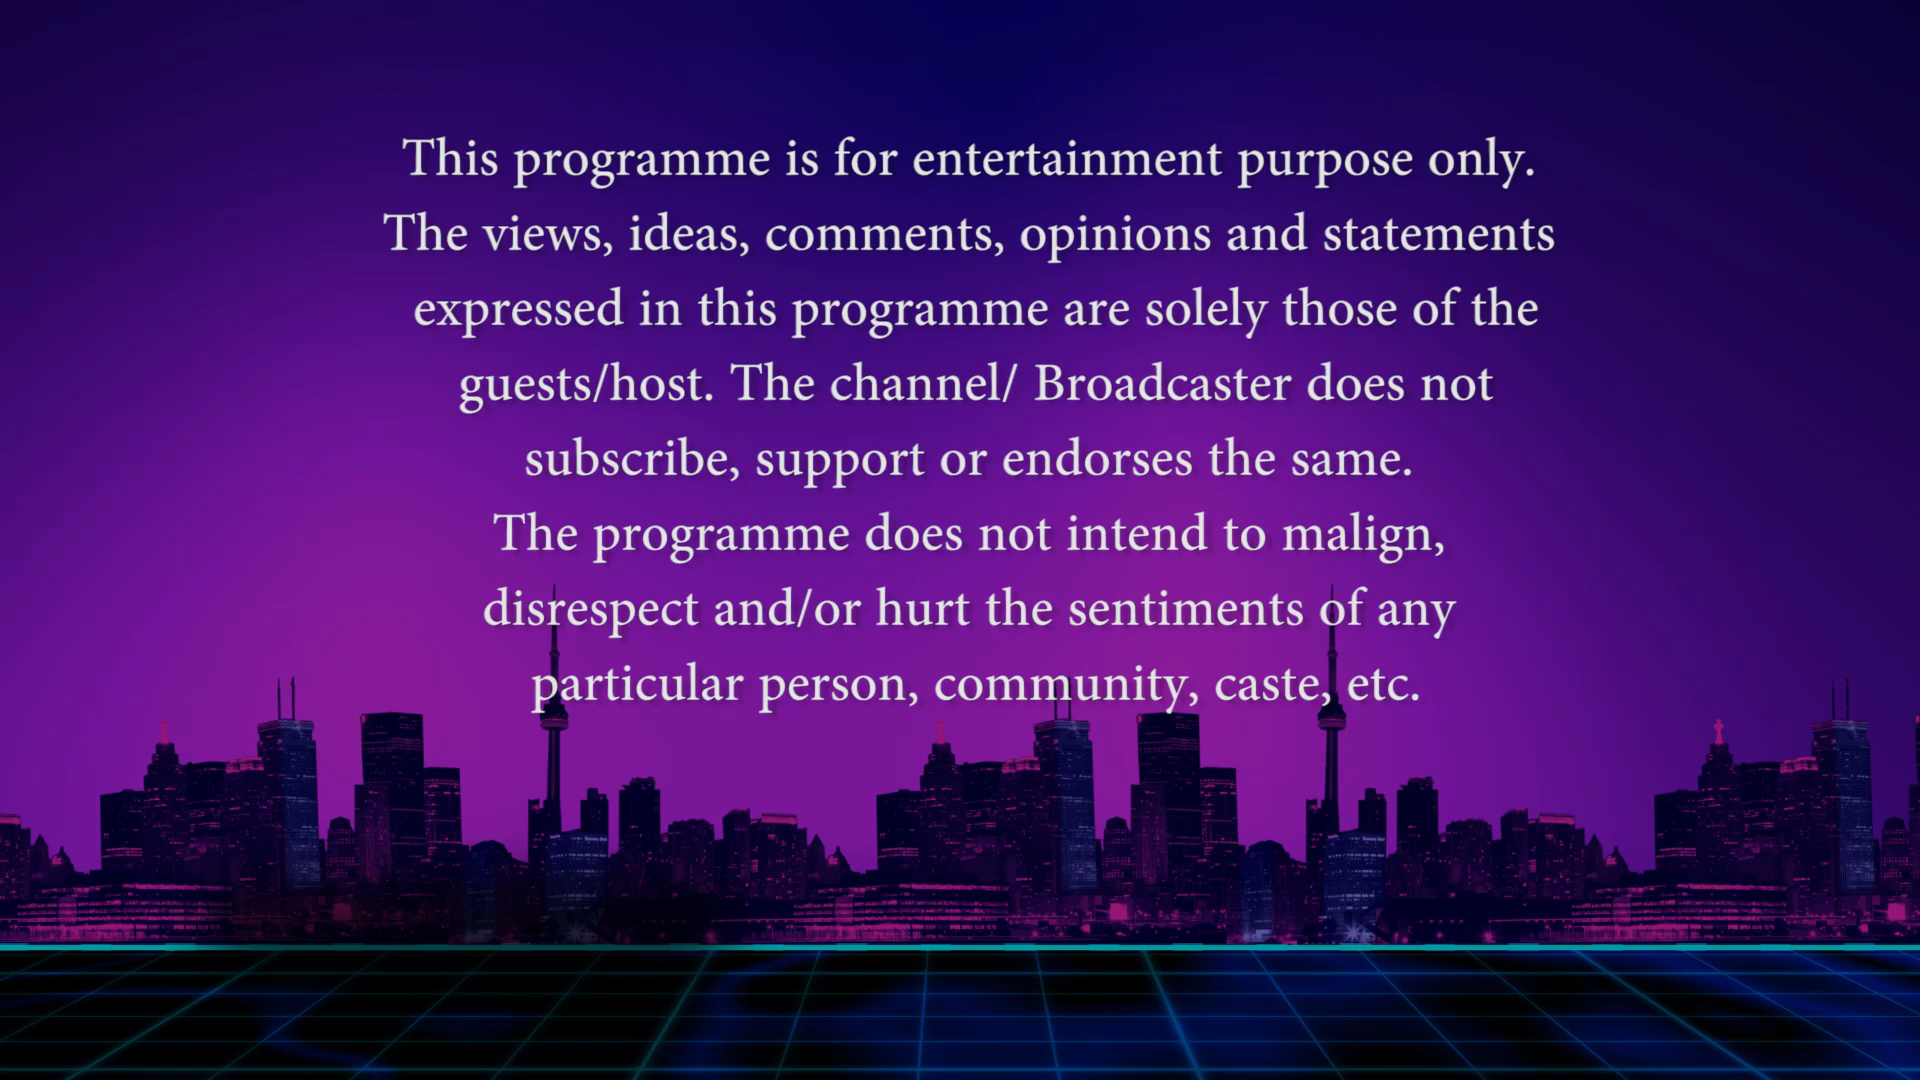 This programme is for entertainment purpose only.
The views, ideas, comments, opinions and statements
expressed in this programme are solely those of the
guests/host. The channel/ Broadcaster does not
subscribe, support or endorses the same.
The programme does not intend to malign,
disrespect and/or hurt the sentiments of any
particular person, community, caste, etc.